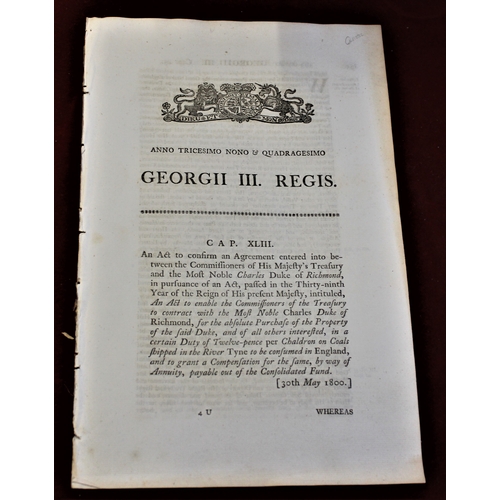 DIEU ET MON
ANNO TRICESIMO NONO & QUADRAGESIMO
GEORGII III. REGIS.
CAP. XLIII.
An Act to confirm an Agreement entered into be-
tween the Commiſſioners of His Majeſty's Treaſury
and the Moſt Noble Charles Duke of Richmond,
in purſuance of an Act, paſſed in the Thirty-ninth
Year of the Reign of His preſent Majeſty, intituled,
An Act to enable the Commiſſioners of the Treaſury
to contract with the Moſt Noble Charles Duke of
Richmond, for the abſolute Purchaſe of the Property
of the ſaid Duke, and of all others intereſted, in a
certain Duty of Twelve-pence per Chaldron on Coals
ſhipped in the River Tyne to be conſumed in England,
and to grant a Compenſation for the ſame, by way of
Annuity, payable out of the Conſolidated Fund.
[30th May 1800.]
4 U WHEREAS